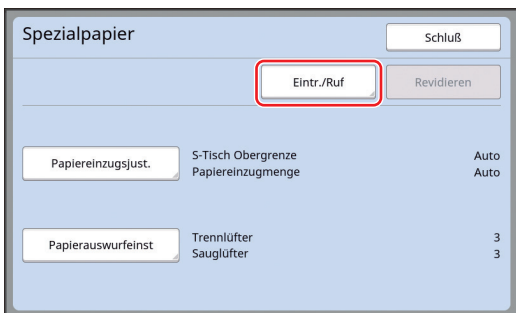 Spezialpapier
Schluß
Eintr./Ruf
Revidieren
Papiereinzugsjust.
S-Tisch Obergrenze Auto
Papiereinzugmenge Auto
Papierauswurfeinst
Trennlüfter 3
Sauglüfter 3